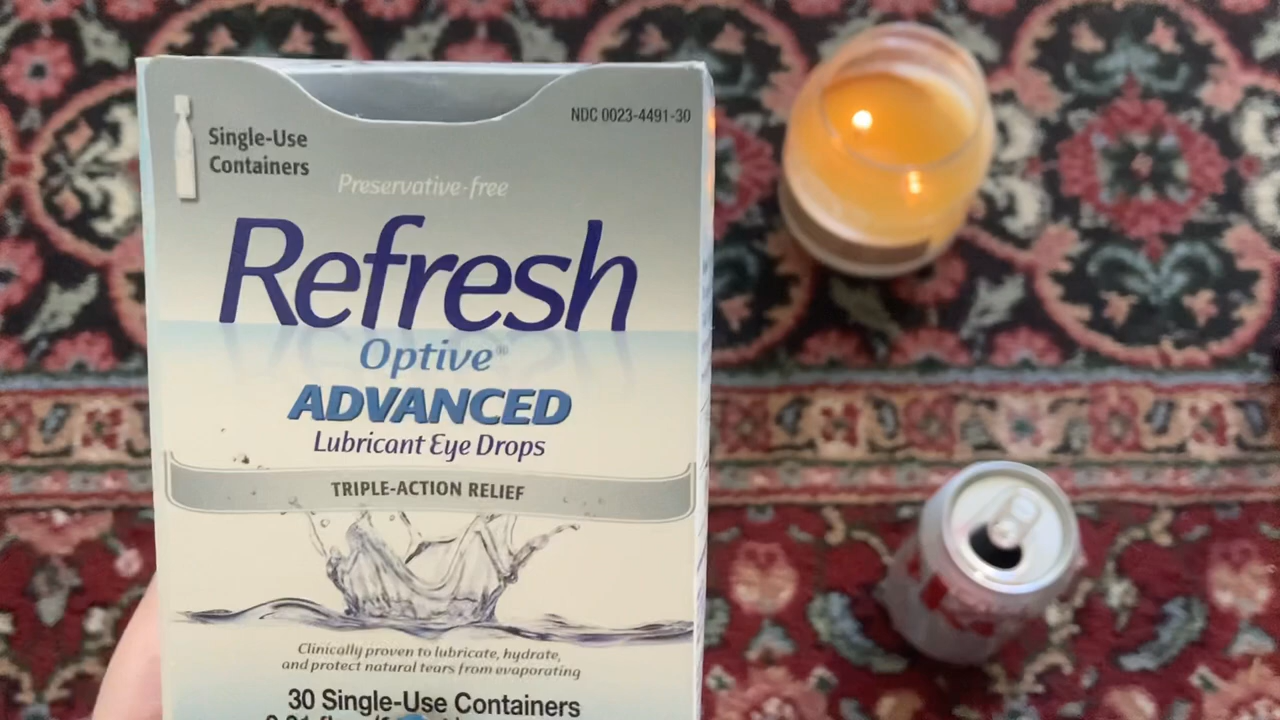 Single-Use
Containers
NDC 0023-4491-30
Preservative-free
Refresh
Optive®
ADVANCED
Lubricant Eye Drops
TRIPLE-ACTION RELIEF
Clinically proven to lubricate, hydrate,
and protect natural tears from evaporating
30 Single-Use Containers